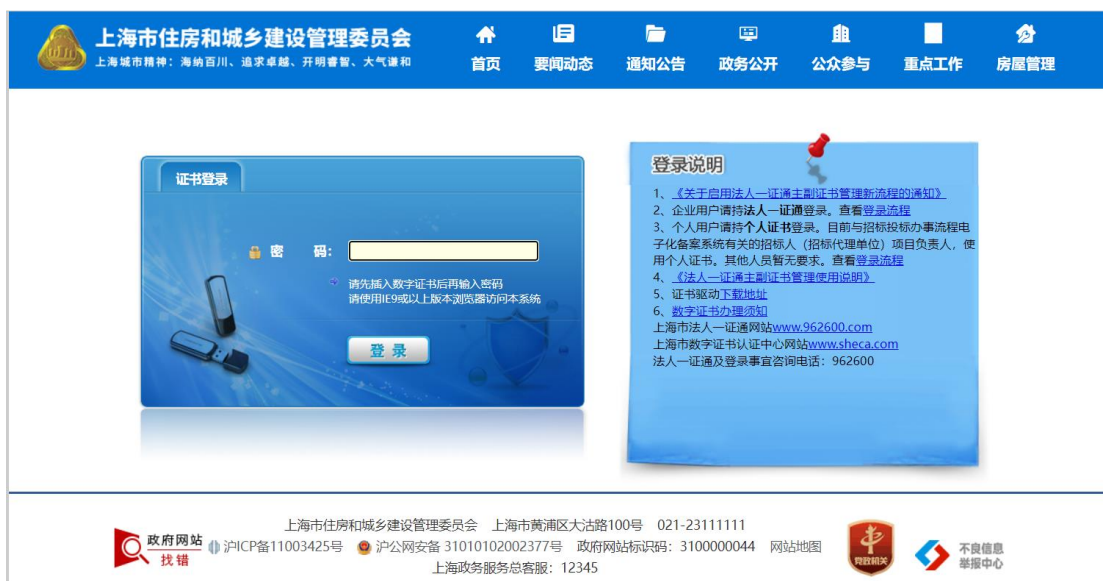 上海市住房和城乡建设管理委员会
上海城市精神：海纳百川、追求卓越、开明睿智、大气谦和
首页 要闻动态 通知公告 政务公开 公众参与 重点工作 房屋管理
证书登录
密 码：
请先插入数字证书后再输入密码
请使用IE9或以上版本浏览器访问本系统
登 录
登录说明
1、《关于启用法人一证通主副证书管理新流程的通知》
2、企业用户请持法人一证通登录。查看登录流程
3、个人用户请持个人证书登录。目前与招标投标办事流程电
子化备案系统有关的招标人（招标代理单位）项目负责人，使
用个人证书。其他人员暂无要求。查看登录流程
4、《法人一证通主副证书管理使用说明》
5、证书驱动下载地址
6、数字证书办理须知
上海市法人一证通网站www.962600.com
上海市数字证书认证中心网站www.sheca.com
法人一证通及登录事宜咨询电话：962600
政府网站
找错
上海市住房和城乡建设管理委员会 上海市黄浦区大沽路100号 021-23111111
沪ICP备11003425号 沪公网安备 31010102002377号 政府网站标识码：3100000044 网站地图
上海政务服务总客服：12345
党政机关
不良信息
举报中心